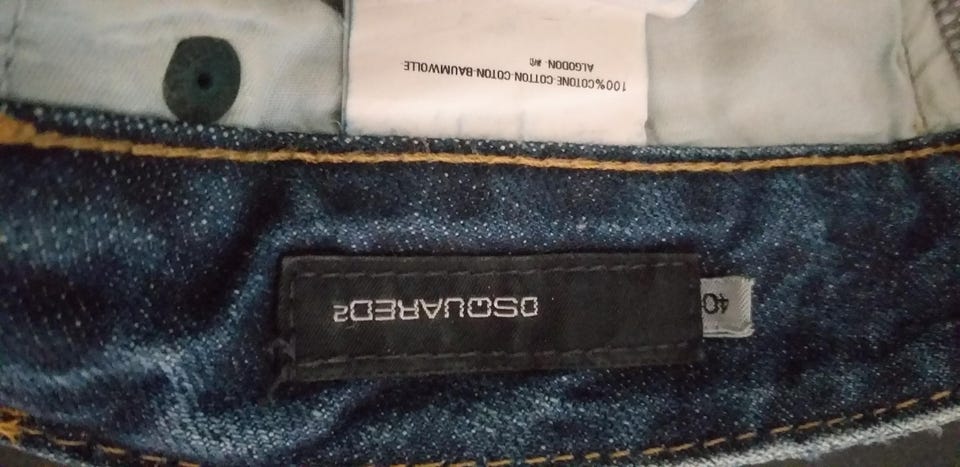 100% COTONE-COTTON-COTON-BAUMWOLLE
ALGODON
DSQUARED2
40